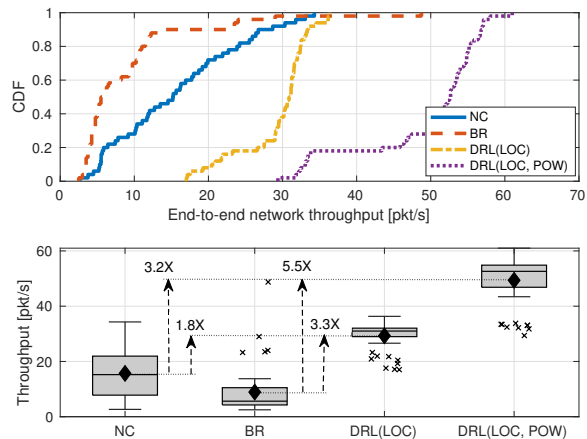 1
0.8
0.6
0.4
0.2
0
CDF
NC
BR
DRL(LOC)
DRL(LOC, POW)
0 10 20 30 40 50 60 70
End-to-end network throughput [pkt/s]
60
40
20
0
Throughput [pkt/s]
3.2X
5.5X
1.8X
3.3X
NC BR DRL(LOC) DRL(LOC, POW)